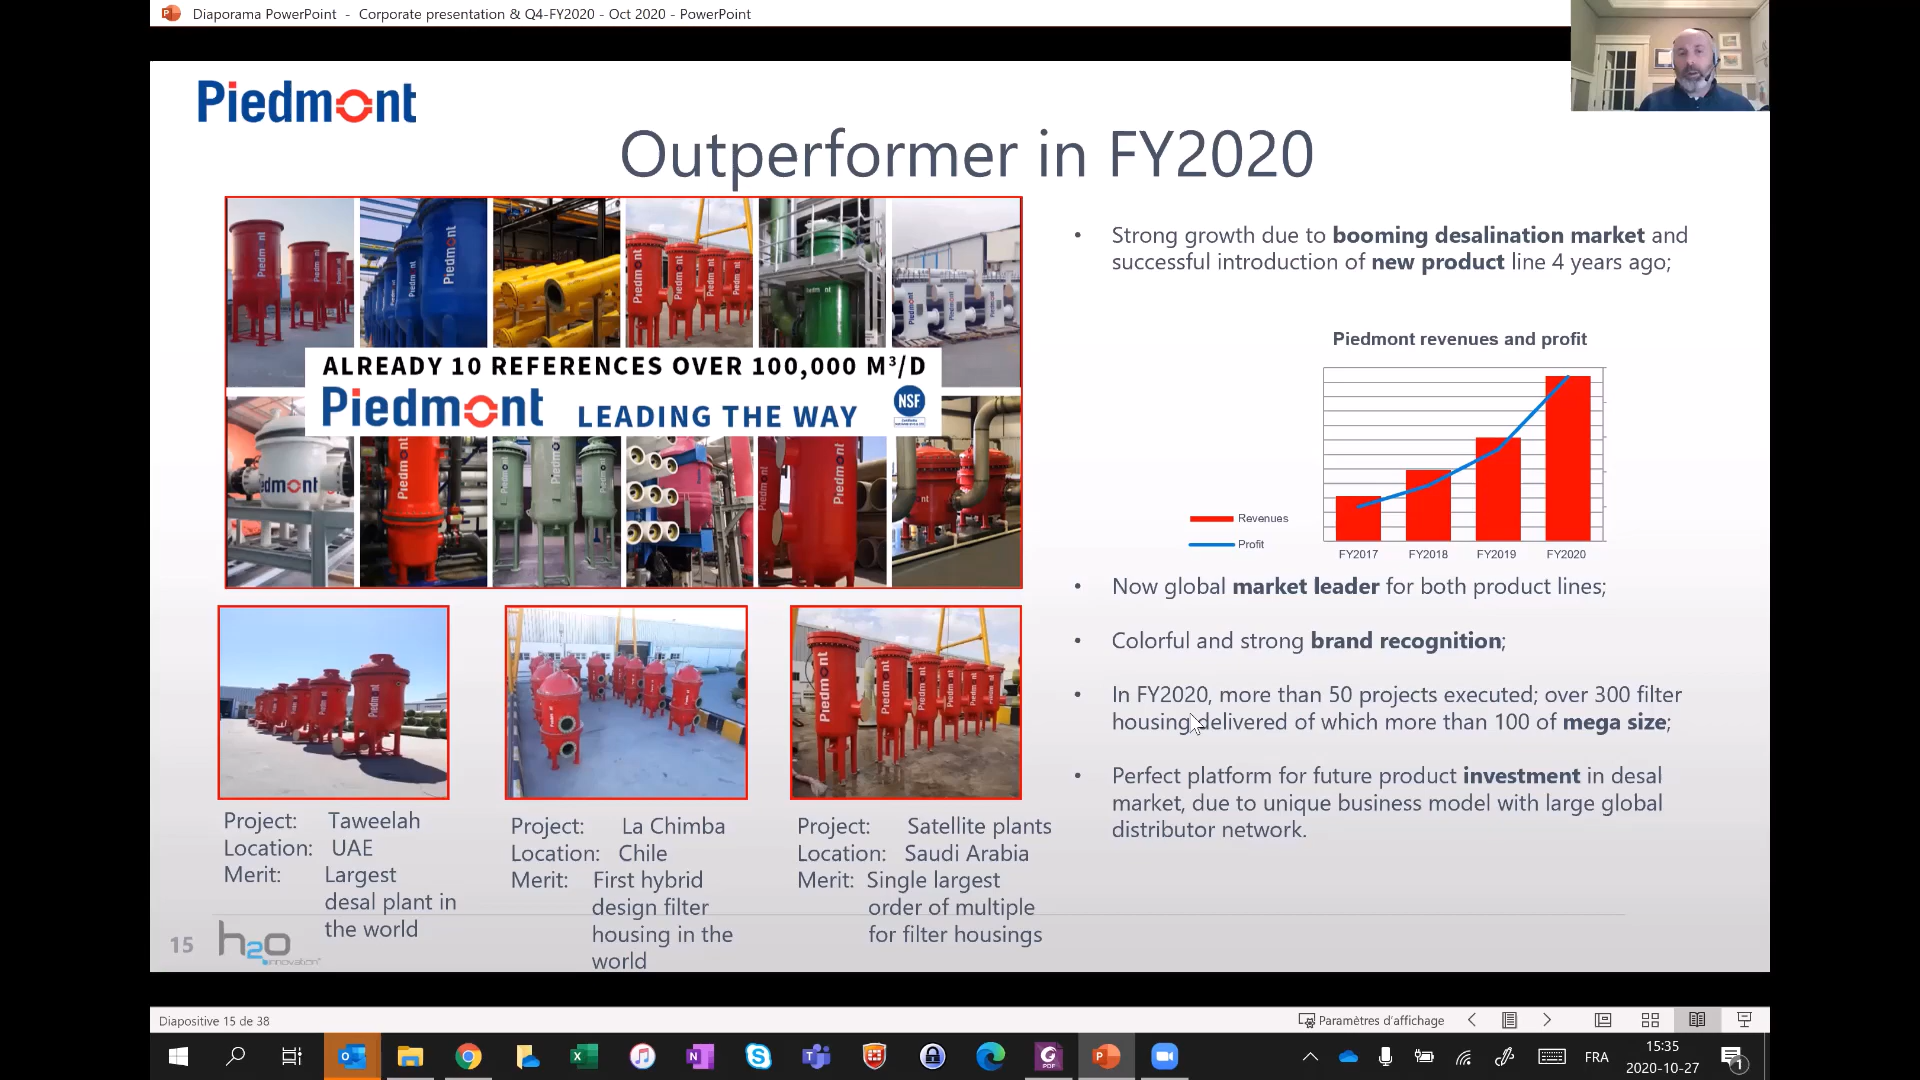 Diaporama PowerPoint - Corporate presentation & Q4-FY2020 - Oct 2020 - PowerPoint
Piedmont
Outperformer in FY2020
ALREADY 10 REFERENCES OVER 100,000 M³/D
Piedmont LEADING THE WAY
NSF
Project: Taweelah
Location: UAE
Merit: Largest
desal plant in
the world
Project: La Chimba
Location: Chile
Merit: First hybrid
design filter
housing in the
world
Project: Satellite plants
Location: Saudi Arabia
Merit: Single largest
order of multiple
for filter housings
• Strong growth due to booming desalination market and
successful introduction of new product line 4 years ago;
Piedmont revenues and profit
Revenues
Profit
FY2017 FY2018 FY2019 FY2020
• Now global market leader for both product lines;
• Colorful and strong brand recognition;
• In FY2020, more than 50 projects executed; over 300 filter
housing delivered of which more than 100 of mega size;
• Perfect platform for future product investment in desal
market, due to unique business model with large global
distributor network.
15
h2o
innovation
Diapositive 15 de 38
Paramètres d'affichage
FRA
15:35
2020-10-27
1